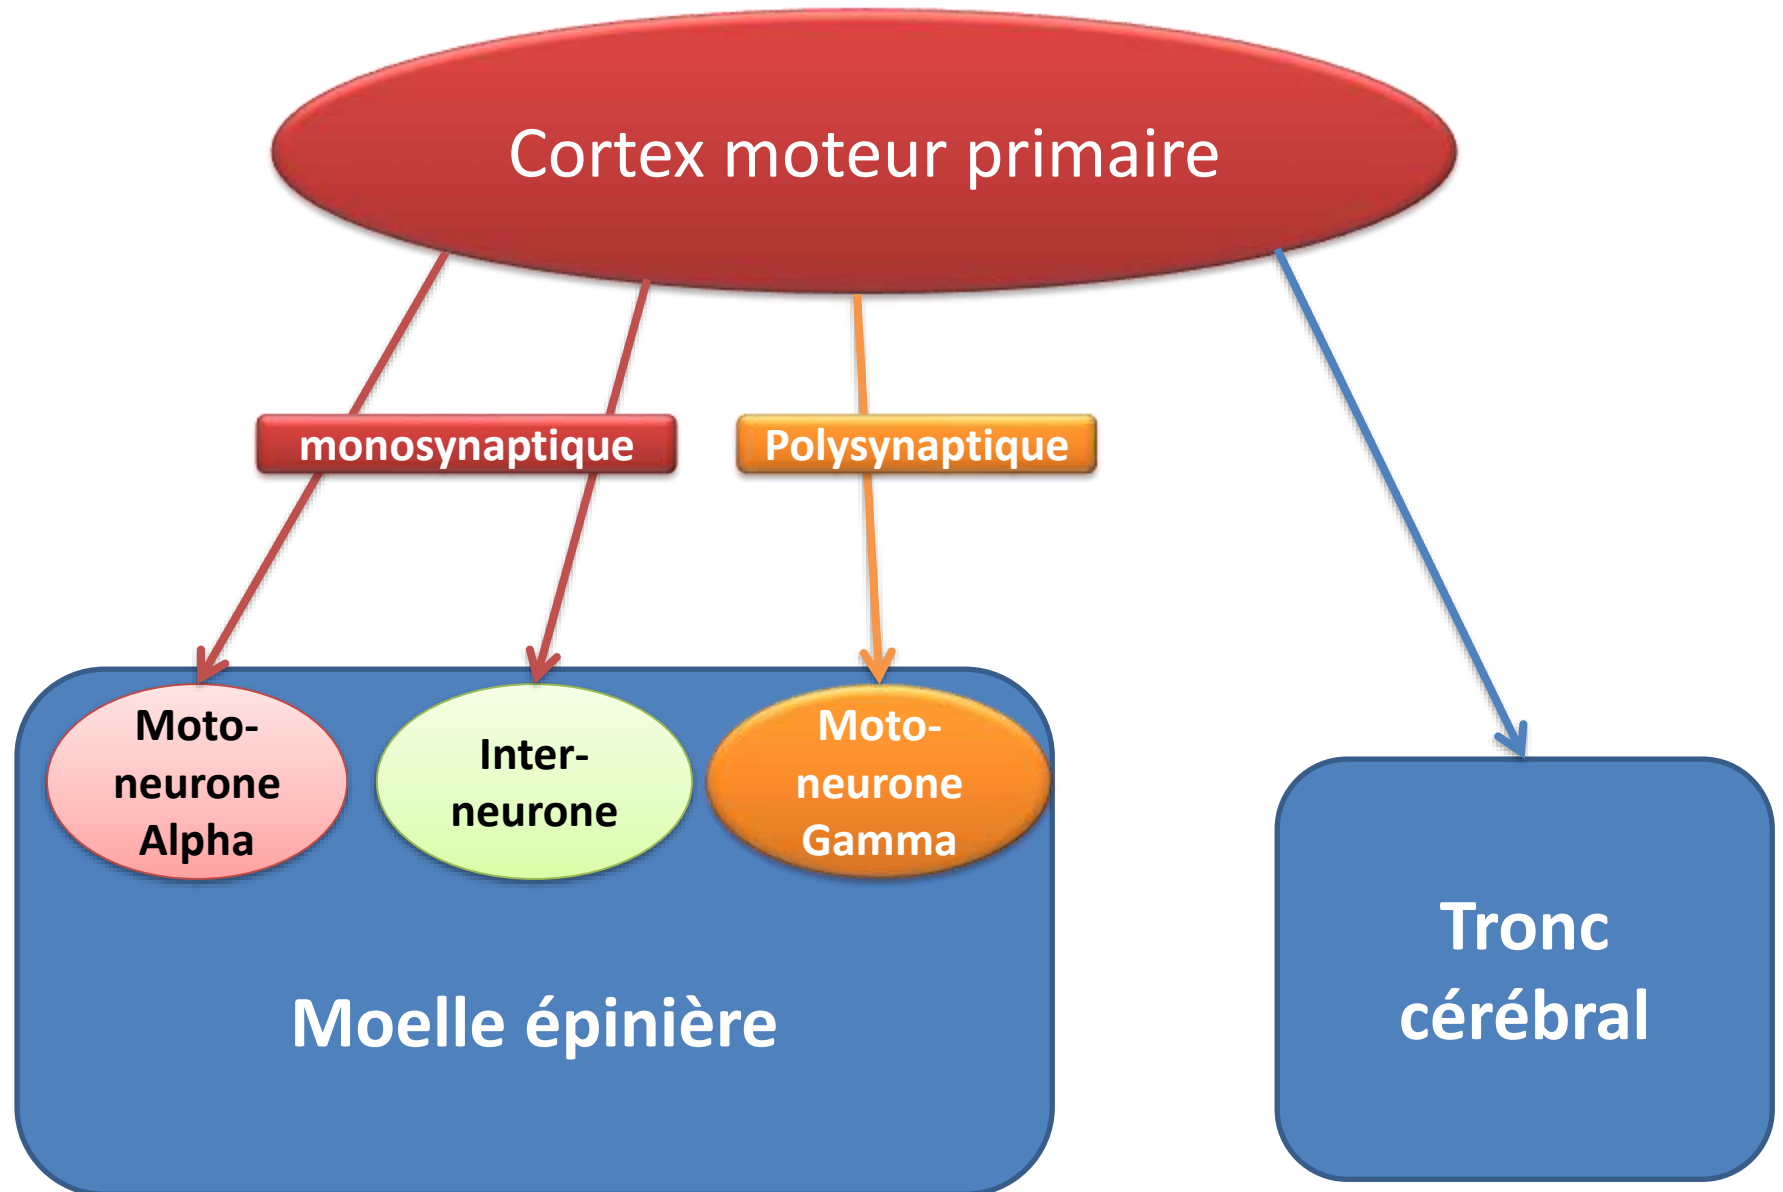 Cortex moteur primaire
monosynaptique
Polysynaptique
Moto-
neurone
Alpha
Inter-
neurone
Moto-
neurone
Gamma
Moelle épinière
Tronc
cérébral